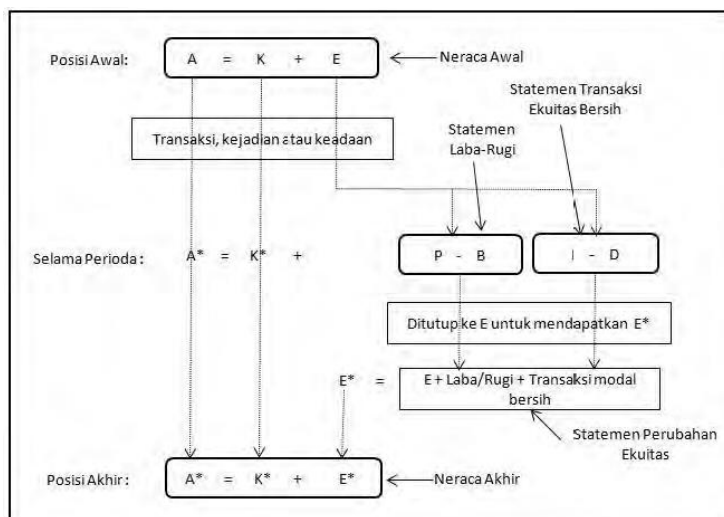 Posisi Awal: A = K + E Neraca Awal
Statemen Transaksi
Ekuitas Bersih
Statemen
Laba-Rugi
Transaksi, kejadian atau keadaan
Selama Perioda : A* = K* + P - B I - D
Ditutup ke E untuk mendapatkan E*
E* = E + Laba/Rugi + Transaksi modal
bersih
Statemen Perubahan
Ekuitas
Posisi Akhir : A* = K* + E* Neraca Akhir